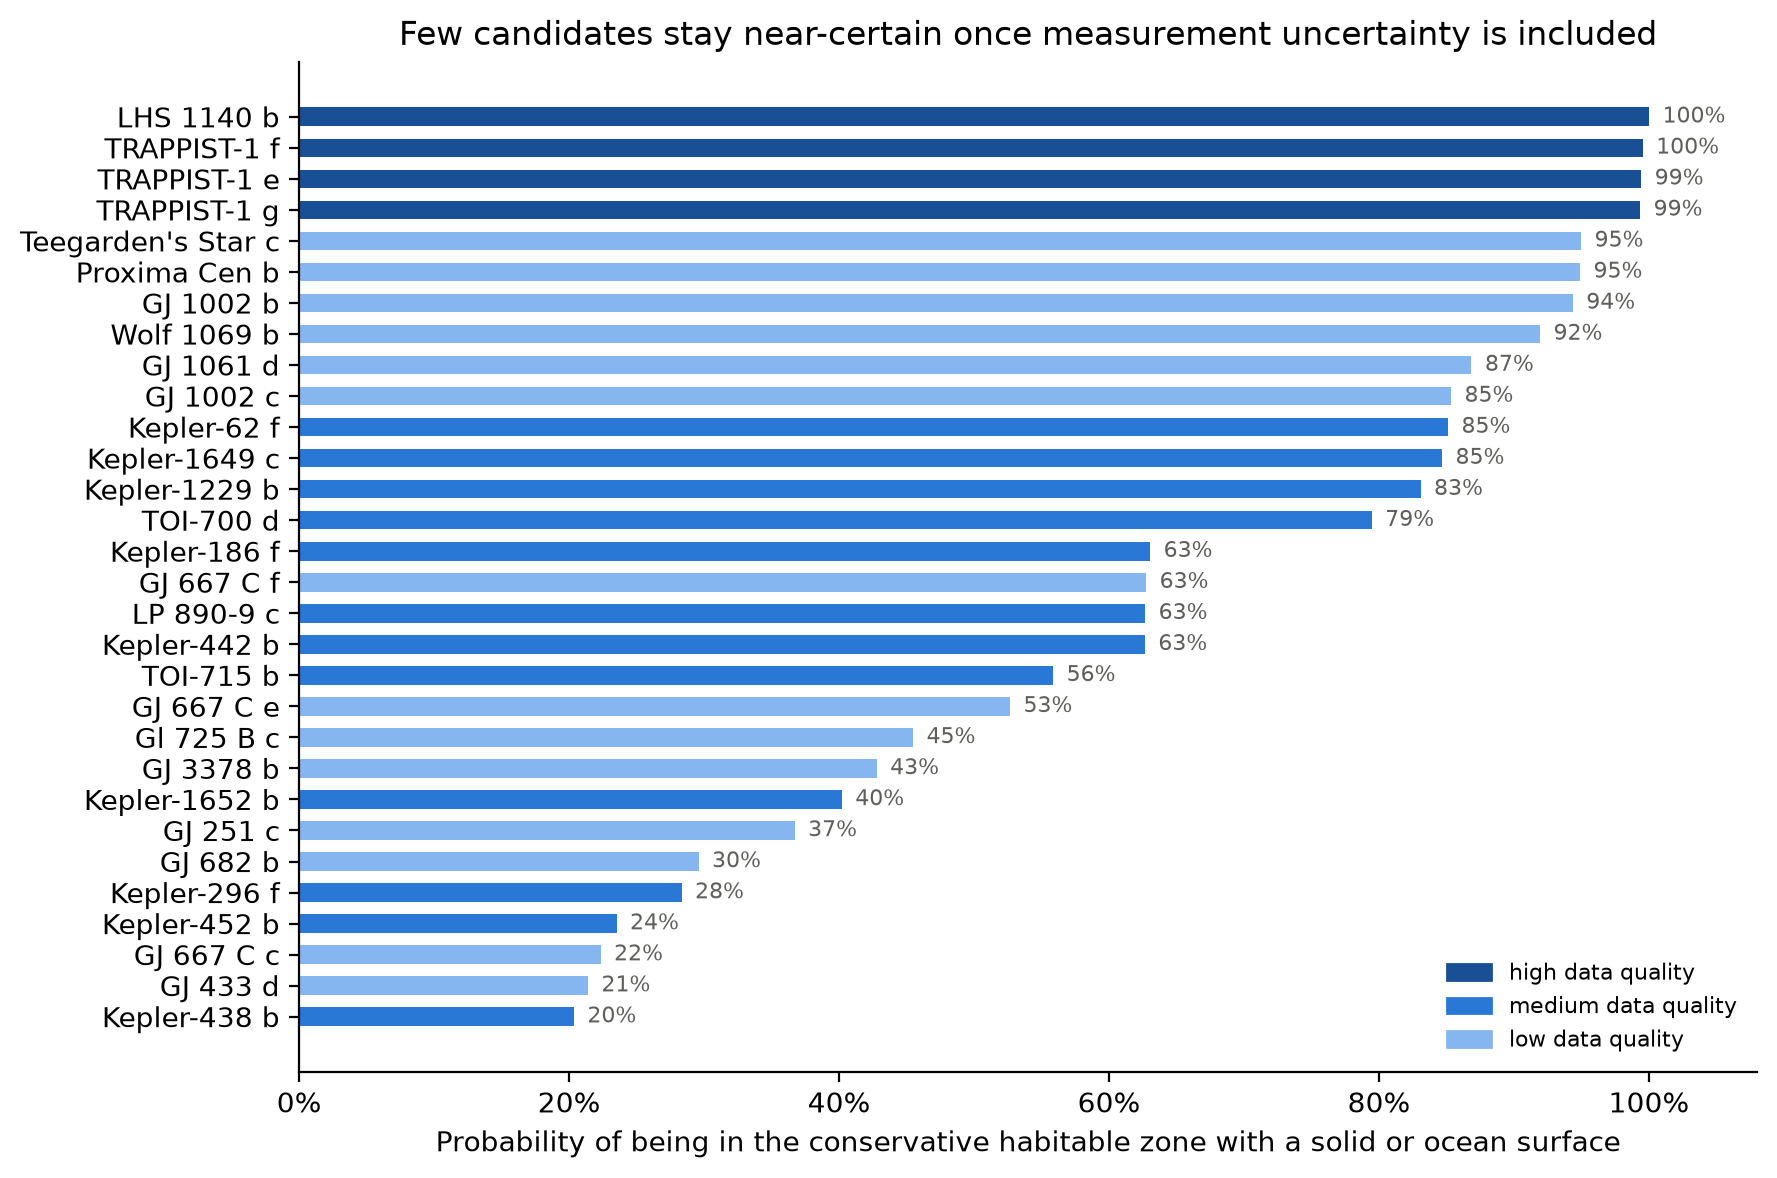 Few candidates stay near-certain once measurement uncertainty is included
LHS 1140 b 100%
TRAPPIST-1 f 100%
TRAPPIST-1 e 99%
TRAPPIST-1 g 99%
Teegarden's Star c 95%
Proxima Cen b 95%
GJ 1002 b 94%
Wolf 1069 b 92%
GJ 1061 d 87%
GJ 1002 c 85%
Kepler-62 f 85%
Kepler-1649 c 85%
Kepler-1229 b 83%
TOI-700 d 79%
Kepler-186 f 63%
GJ 667 C f 63%
LP 890-9 c 63%
Kepler-442 b 63%
TOI-715 b 56%
GJ 667 C e 53%
Gl 725 B c 45%
GJ 3378 b 43%
Kepler-1652 b 40%
GJ 251 c 37%
GJ 682 b 30%
Kepler-296 f 28%
Kepler-452 b 24%
GJ 667 C c 22%
GJ 433 d 21%
Kepler-438 b 20%
high data quality
medium data quality
low data quality
0% 20% 40% 60% 80% 100%
Probability of being in the conservative habitable zone with a solid or ocean surface